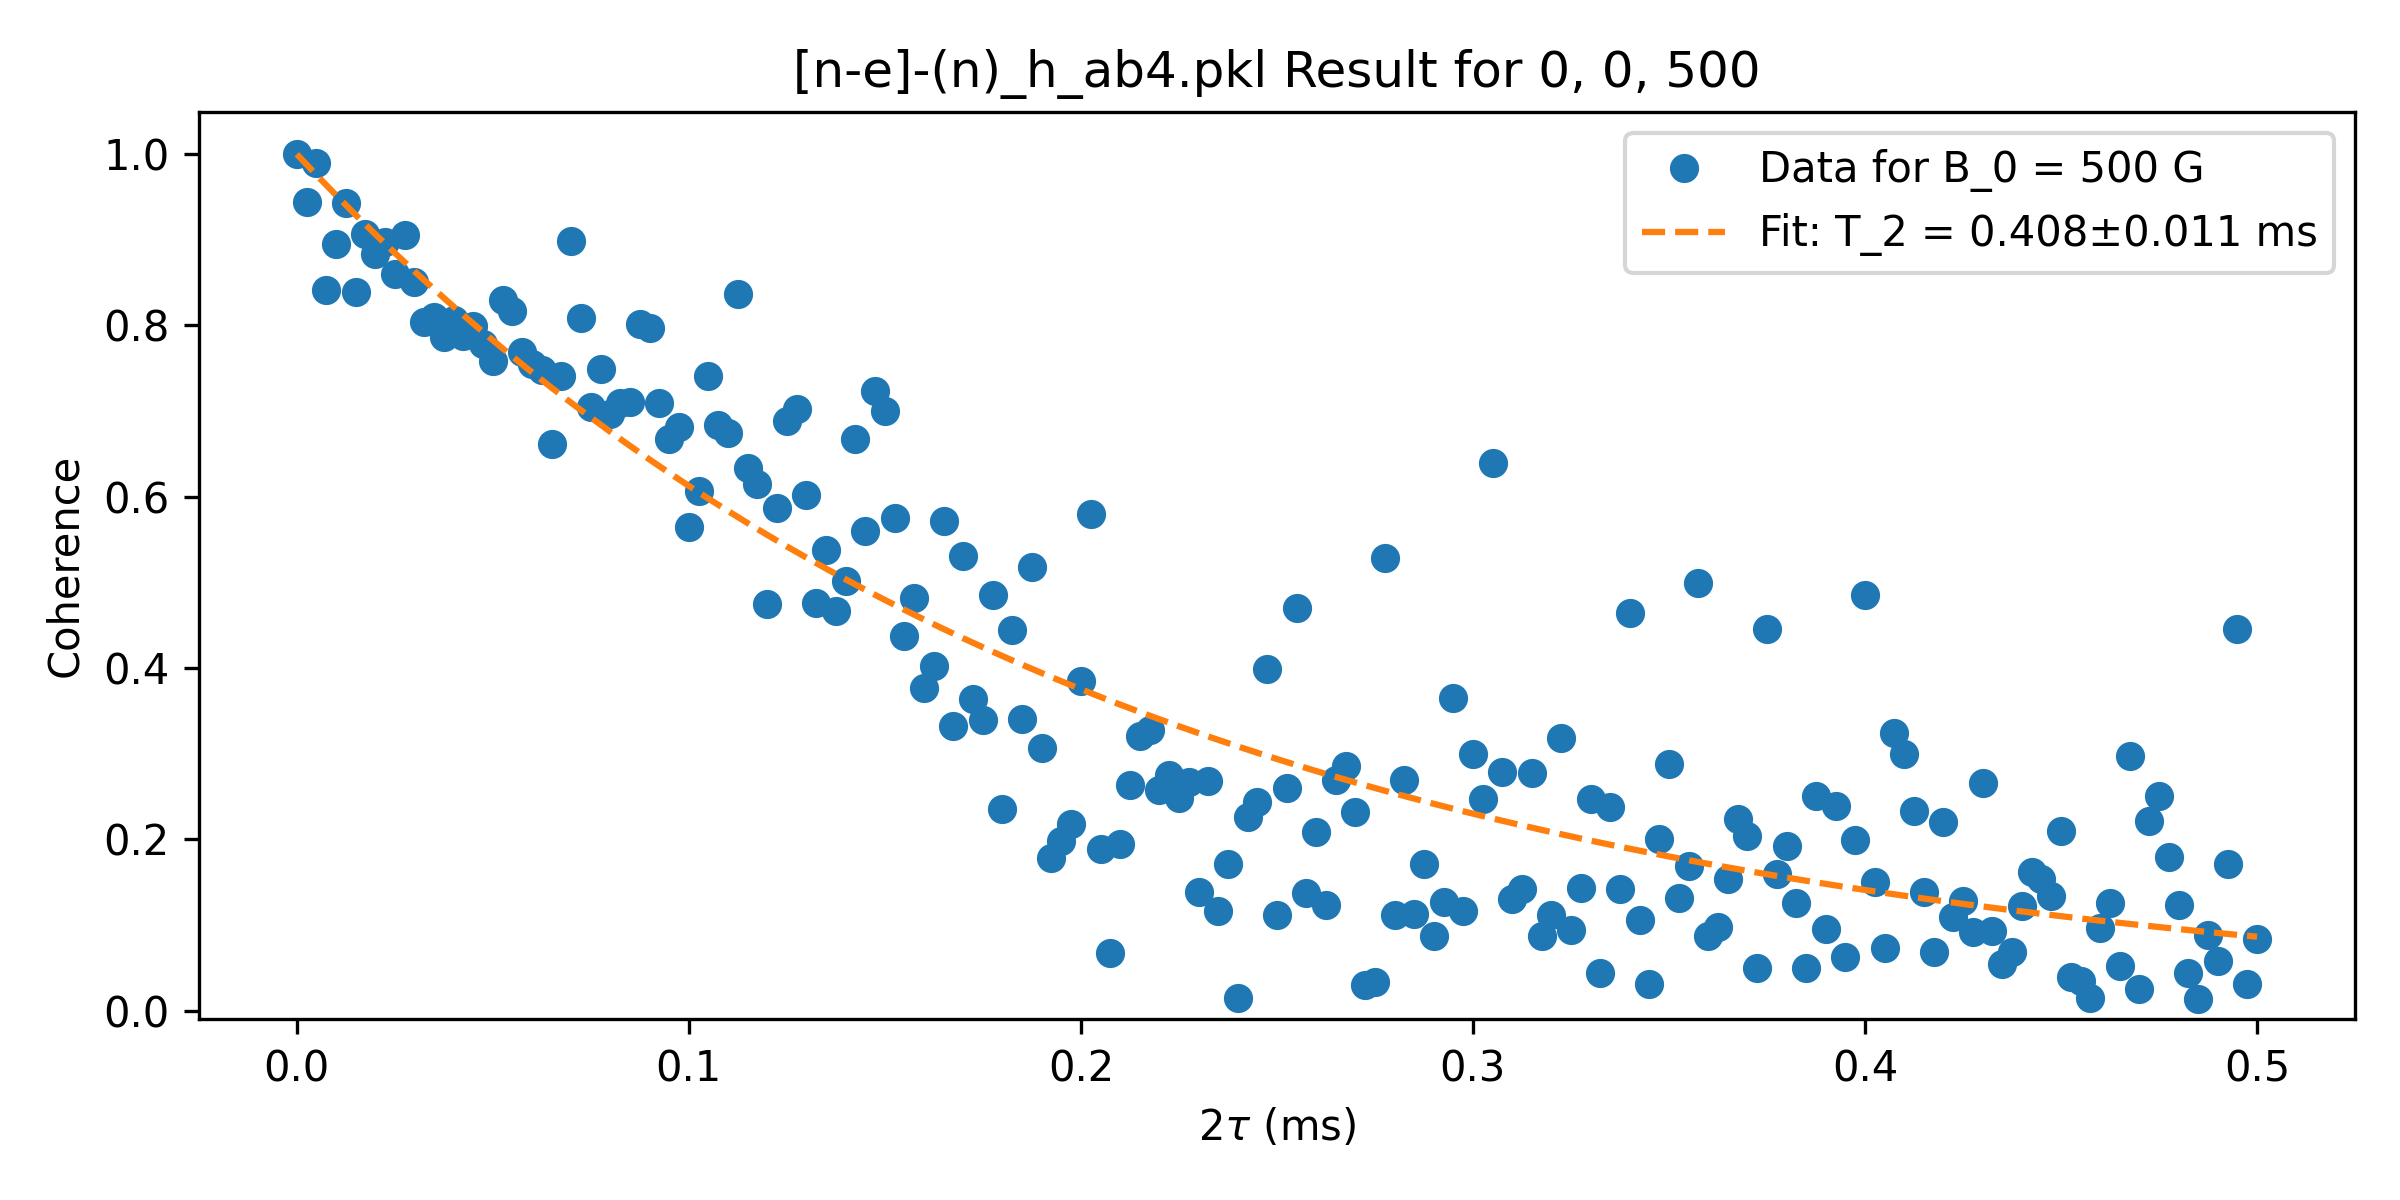 [n-e]-(n)_h_ab4.pkl Result for 0, 0, 500
Data for B_0 = 500 G
Fit: T_2 = 0.408±0.011 ms
Coherence
1.0
0.8
0.6
0.4
0.2
0.0
0.0 0.1 0.2 0.3 0.4 0.5
2τ (ms)